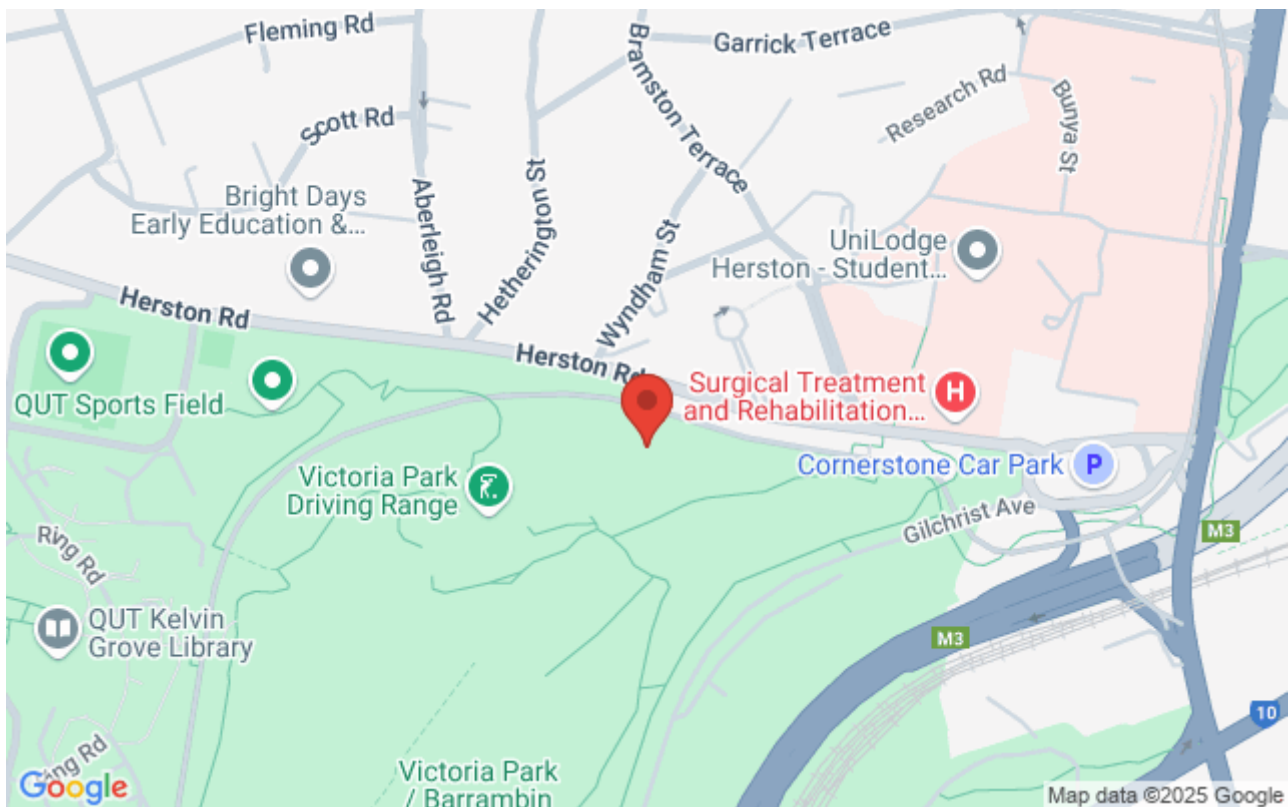 Fleming Rd
Garrick Terrace
Bramston Terrace
Research Rd
Bunya St
Scott Rd
Aberleigh Rd
Hetherington St
Bright Days
Early Education &...
Wyndham St
UniLodge
Herston - Student...
Herston Rd
Herston Rd
QUT Sports Field
Surgical Treatment
and Rehabilitation...
H
Cornerstone Car Park
P
Victoria Park
Driving Range
Gilchrist Ave
M3
Ring Rd
QUT Kelvin
Grove Library
M3
10
Ring Rd
Victoria Park
/ Barrambin
Google
Map data ©2025 Google